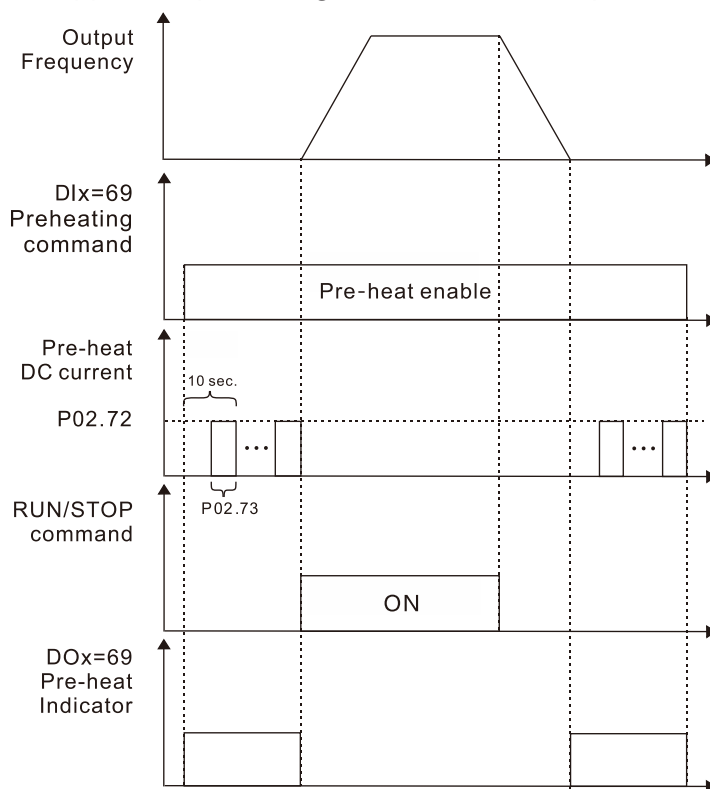 Output
Frequency
DIx=69
Preheating
command
Pre-heat enable
Pre-heat
DC current
10 sec.
P02.72
...
...
P02.73
RUN/STOP
command
ON
DOx=69
Pre-heat
Indicator